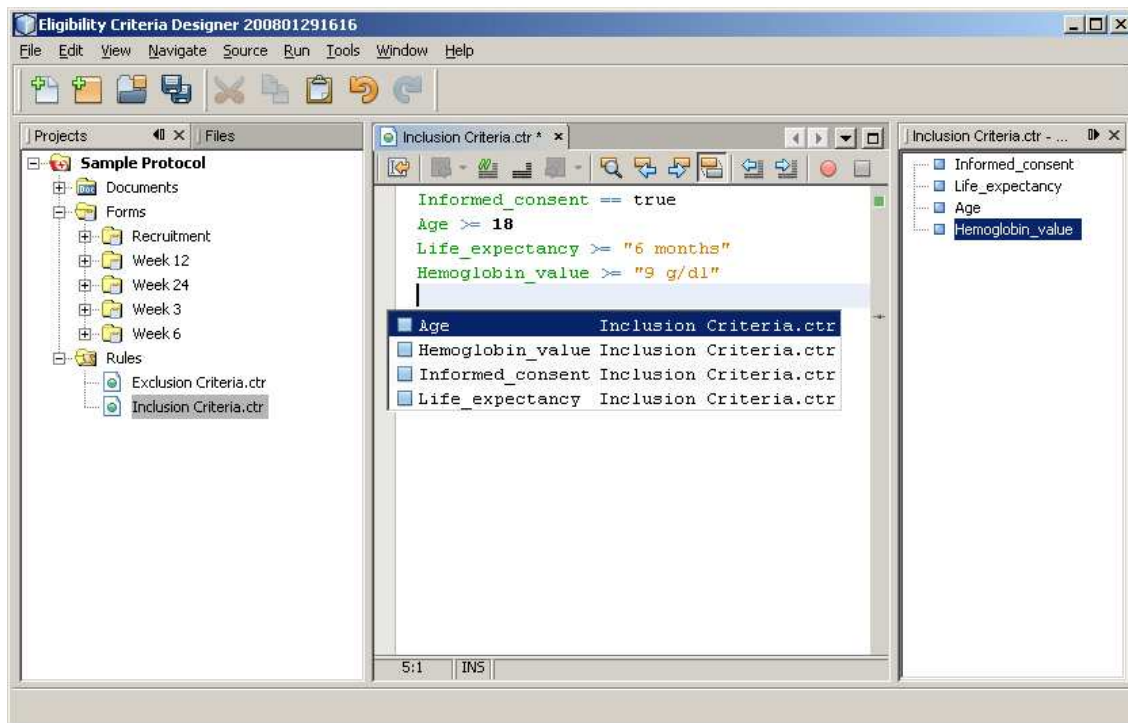 Eligibility Criteria Designer 200801291616
File Edit View Navigate Source Run Tools Window Help
Projects Files
Sample Protocol
Documents
Forms
Recruitment
Week 12
Week 24
Week 3
Week 6
Rules
Exclusion Criteria.ctr
Inclusion Criteria.ctr
Inclusion Criteria.ctr *
Informed_consent == true
Age >= 18
Life_expectancy >= "6 months"
Hemoglobin_value >= "9 g/dl"
Age Inclusion Criteria.ctr
Hemoglobin_value Inclusion Criteria.ctr
Informed_consent Inclusion Criteria.ctr
Life_expectancy Inclusion Criteria.ctr
5:1 INS
Inclusion Criteria.ctr - ...
Informed_consent
Life_expectancy
Age
Hemoglobin_value